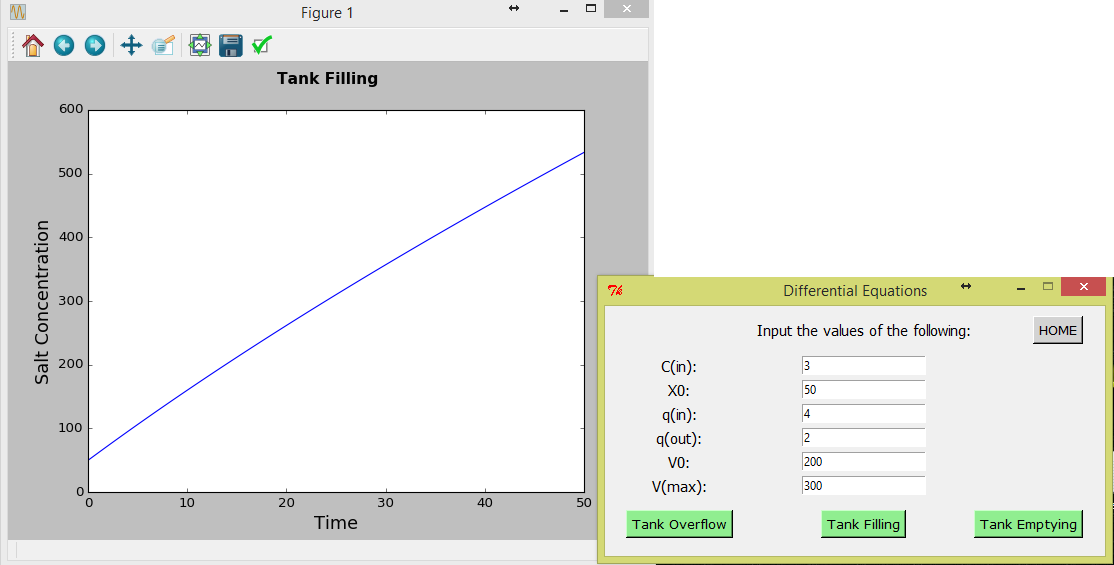 Figure 1
Tank Filling
600
500
400
300
200
100
0
Salt Concentration
0 10 20 30 40 50
Time
Differential Equations
Input the values of the following:
HOME
C(in): 3
X0: 50
q(in): 4
q(out): 2
V0: 200
V(max): 300
Tank Overflow Tank Filling Tank Emptying